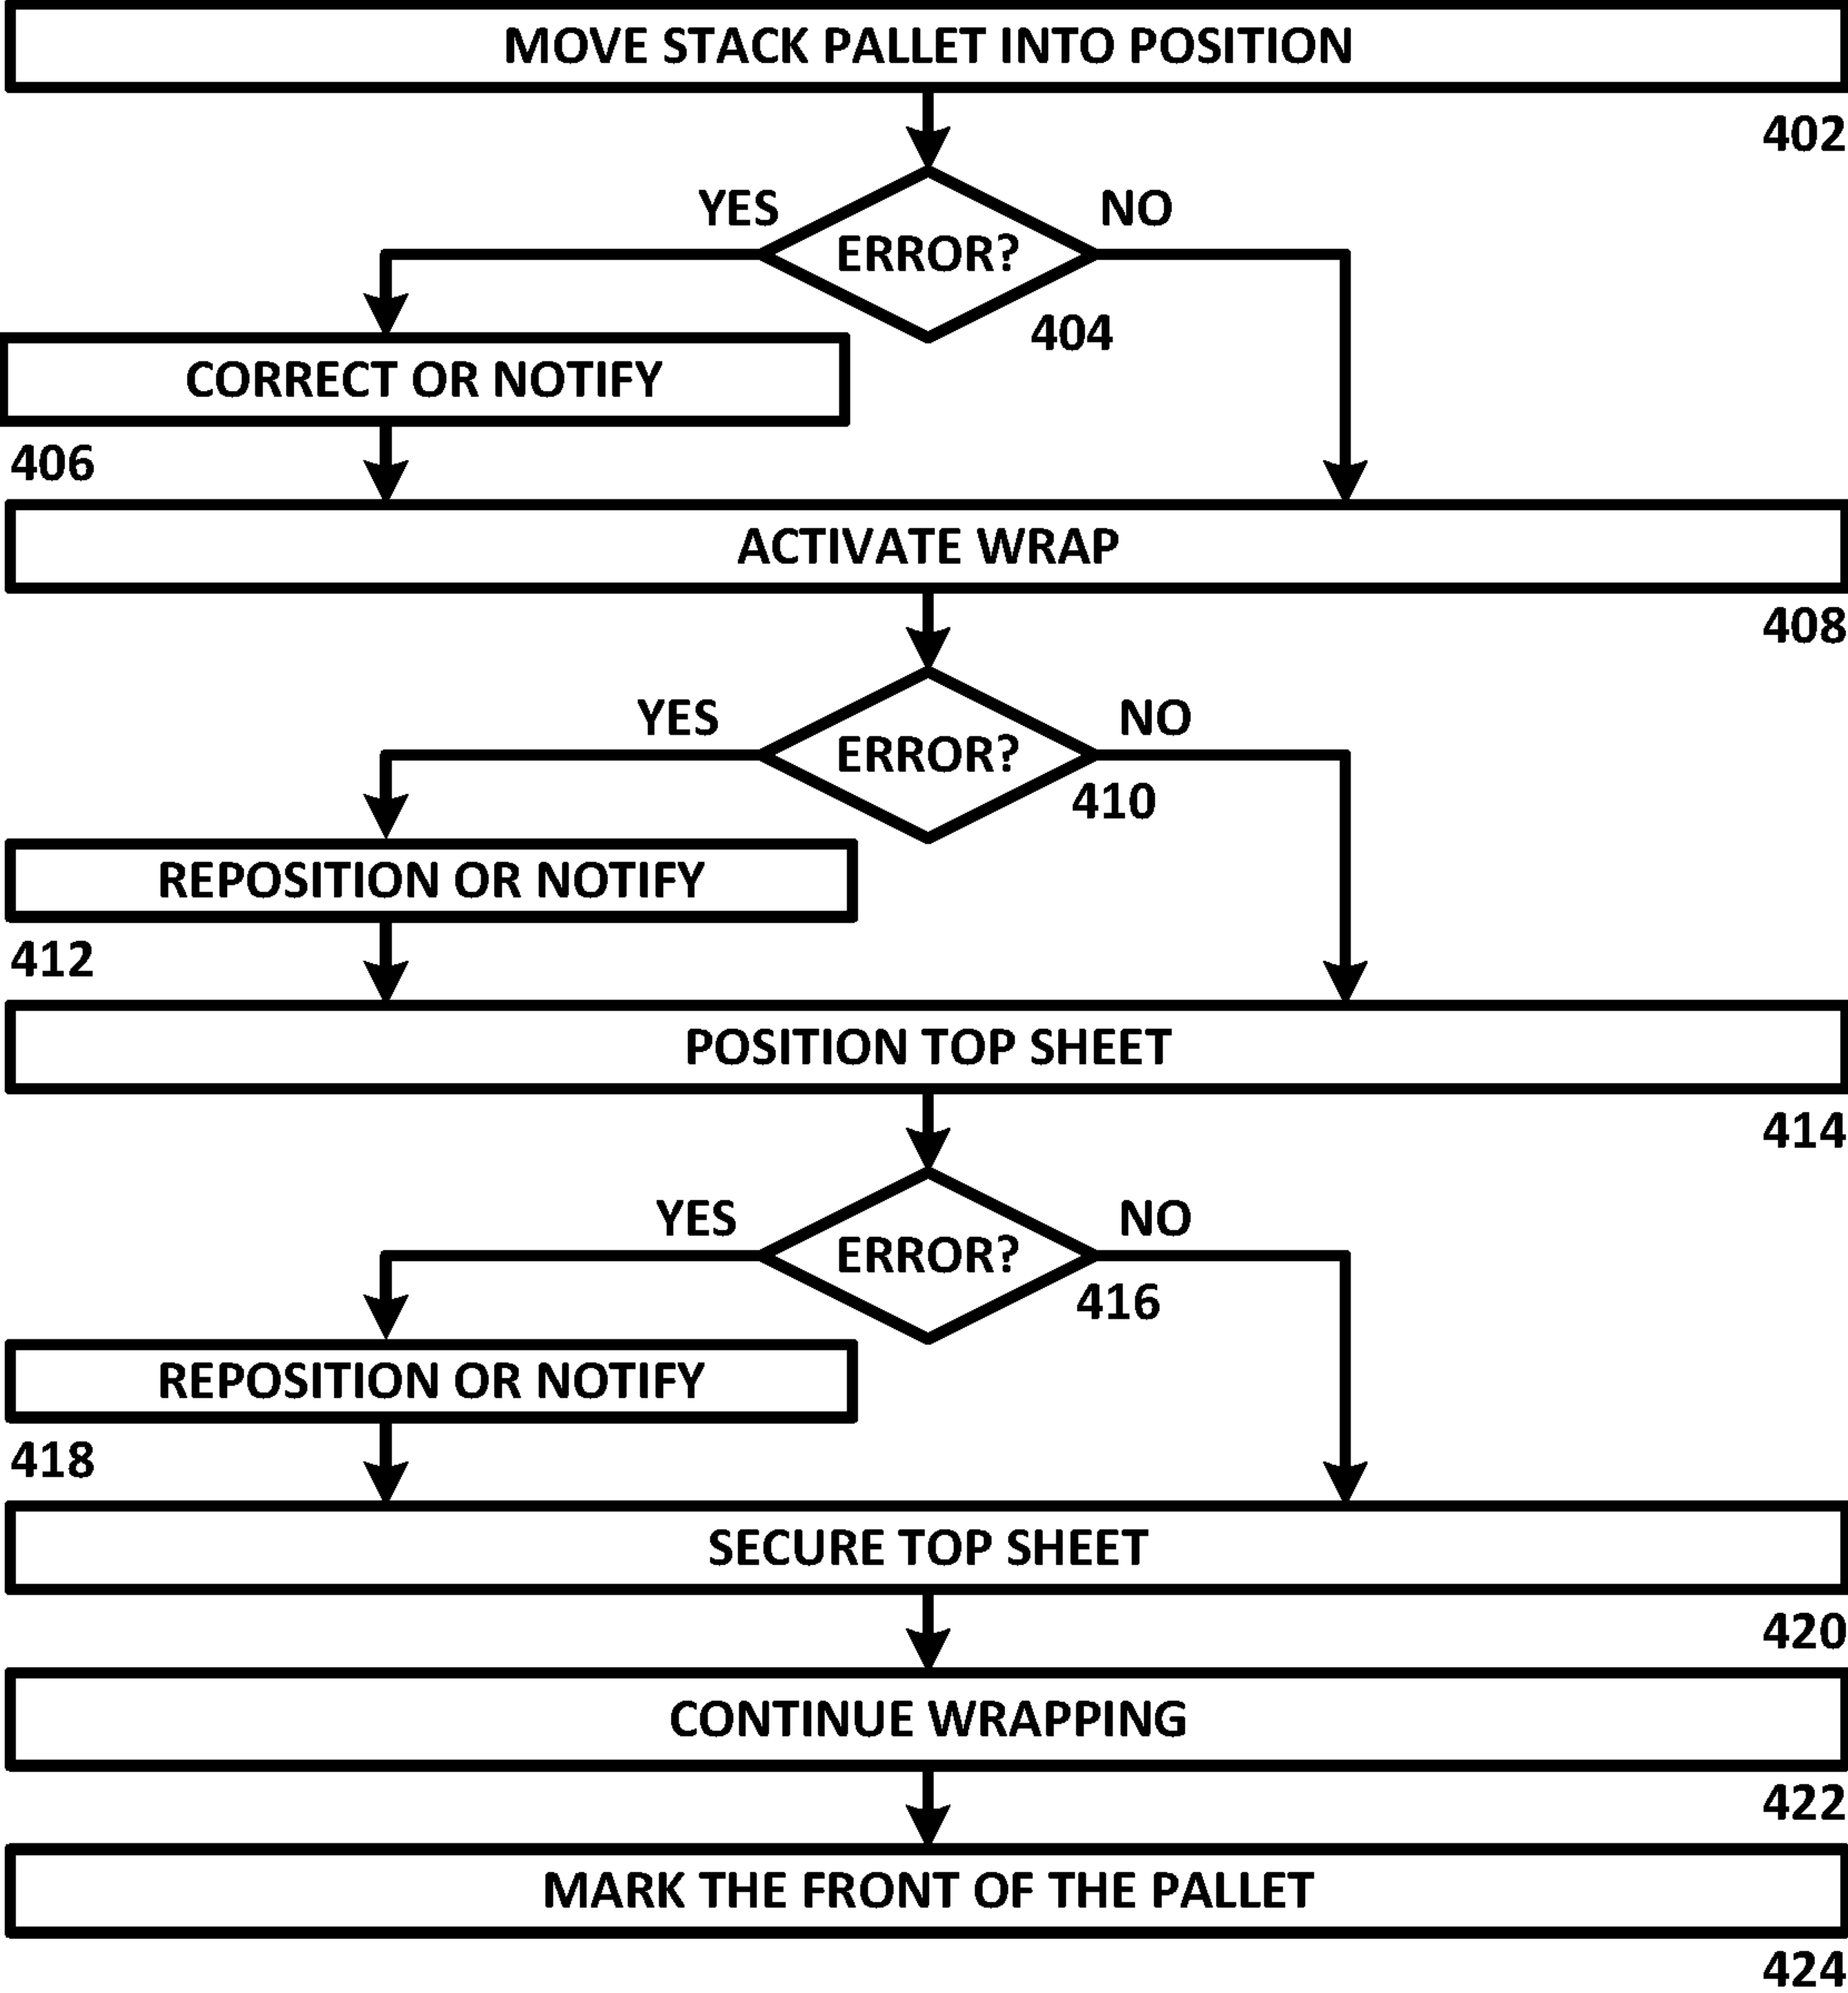 MOVE STACK PALLET INTO POSITION
402
YES
NO
ERROR?
404
CORRECT OR NOTIFY
406
ACTIVATE WRAP
408
YES
NO
ERROR?
410
REPOSITION OR NOTIFY
412
POSITION TOP SHEET
414
YES
NO
ERROR?
416
REPOSITION OR NOTIFY
418
SECURE TOP SHEET
420
CONTINUE WRAPPING
422
MARK THE FRONT OF THE PALLET
424